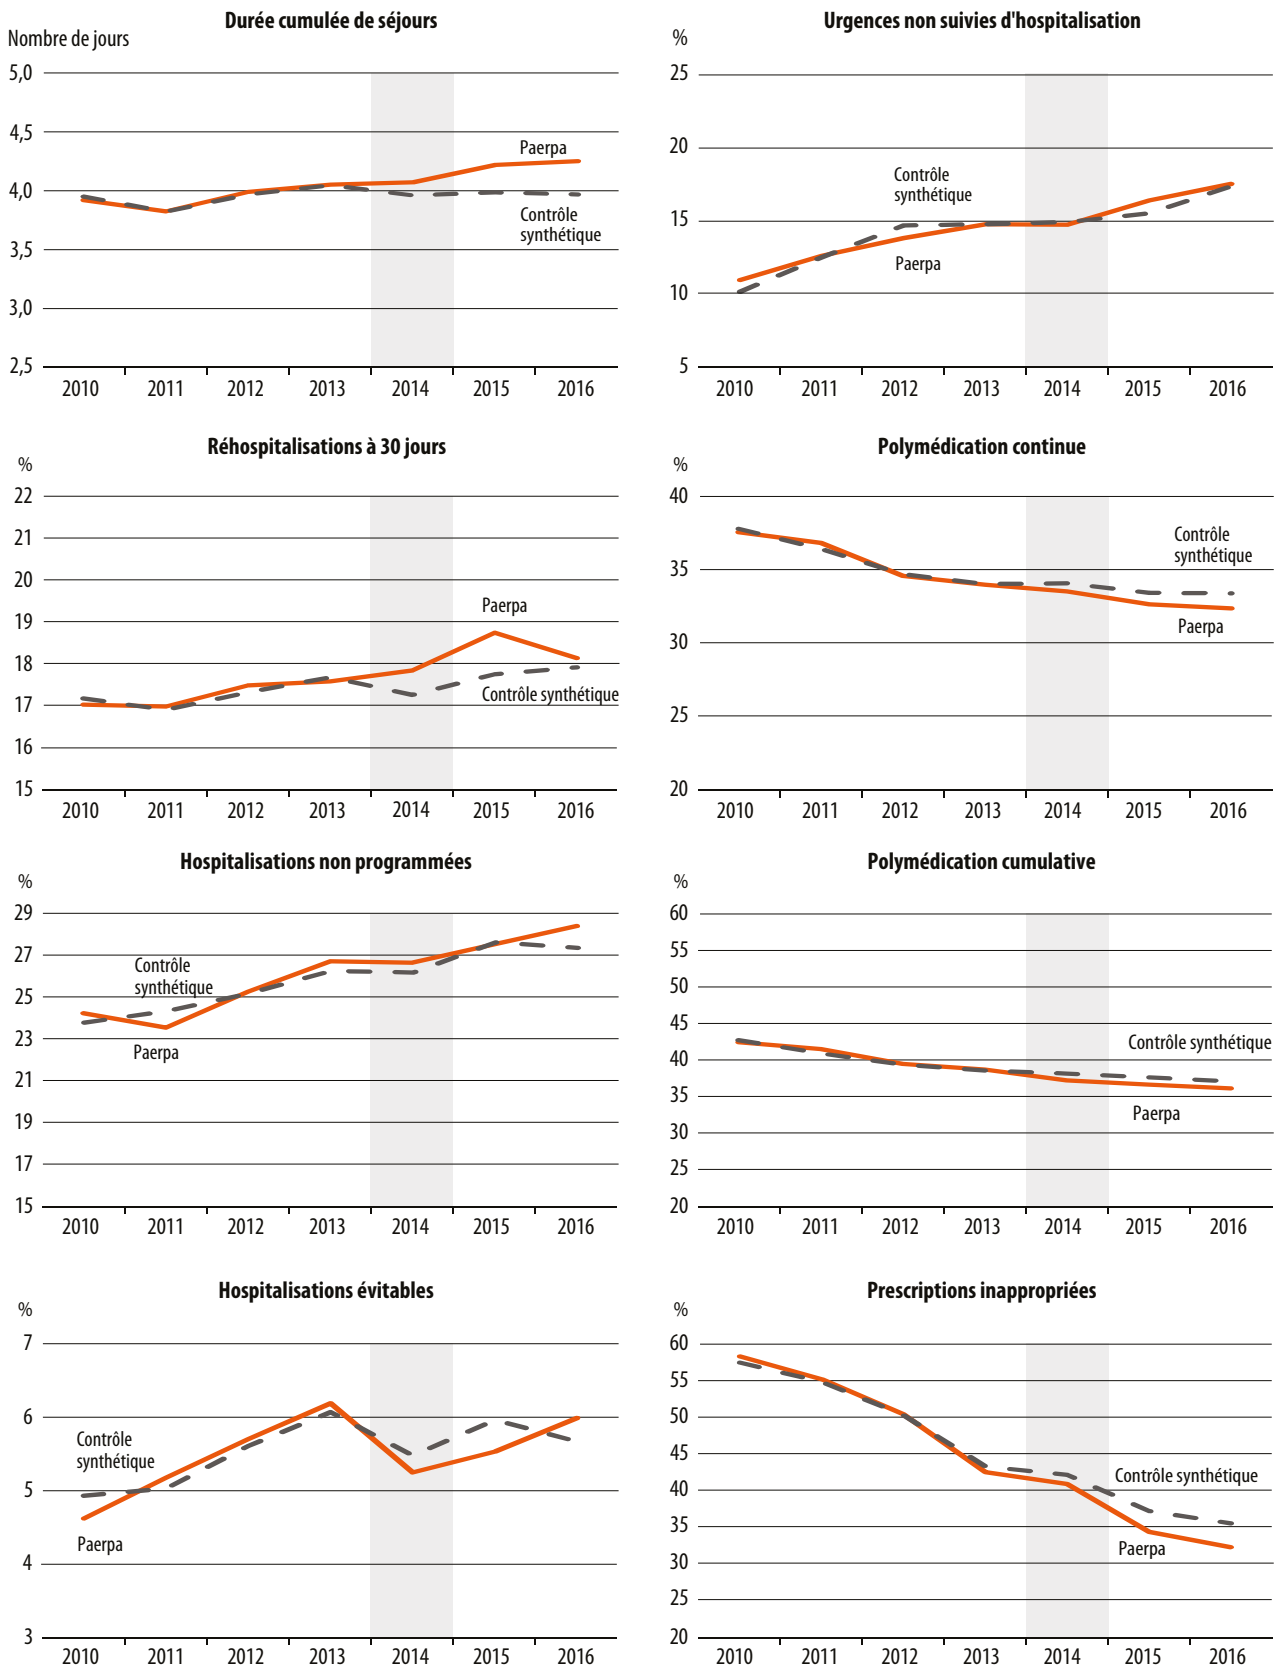 Durée cumulée de séjours
Nombre de jours
5,0
4,5
4,0
3,5
3,0
2,5
Paerpa
Contrôle
synthétique
2010 2011 2012 2013 2014 2015 2016
Urgences non suivies d'hospitalisation
%
25
20
15
10
5
Contrôle
synthétique
Paerpa
2010 2011 2012 2013 2014 2015 2016
Réhospitalisations à 30 jours
%
22
21
20
19
18
17
16
15
Paerpa
Contrôle synthétique
2010 2011 2012 2013 2014 2015 2016
Polymédication continue
%
40
35
30
25
20
Contrôle
synthétique
Paerpa
2010 2011 2012 2013 2014 2015 2016
Hospitalisations non programmées
%
29
27
25
23
21
19
17
15
Contrôle
synthétique
Paerpa
2010 2011 2012 2013 2014 2015 2016
Polymédication cumulative
%
60
55
50
45
40
35
30
25
20
Contrôle synthétique
Paerpa
2010 2011 2012 2013 2014 2015 2016
Hospitalisations évitables
%
7
6
5
4
3
Contrôle
synthétique
Paerpa
2010 2011 2012 2013 2014 2015 2016
Prescriptions inappropriées
%
60
55
50
45
40
35
30
25
20
Contrôle synthétique
Paerpa
2010 2011 2012 2013 2014 2015 2016